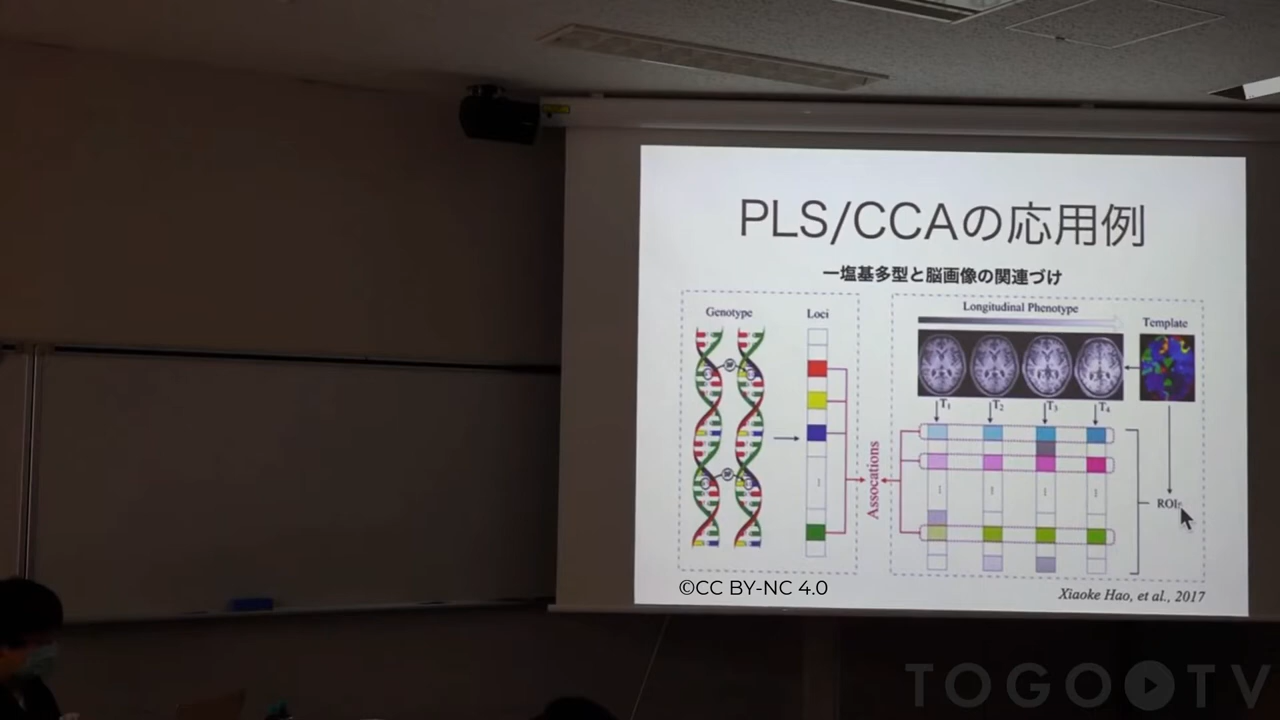 PLS/CCAの応用例
一塩基多型と脳画像の関連づけ
Genotype
Loci
Longitudinal Phenotype
Template
T1
T2
T3
T4
Assocations
ROIs
©CC BY-NC 4.0
Xiaoke Hao, et al., 2017
TOGO TV